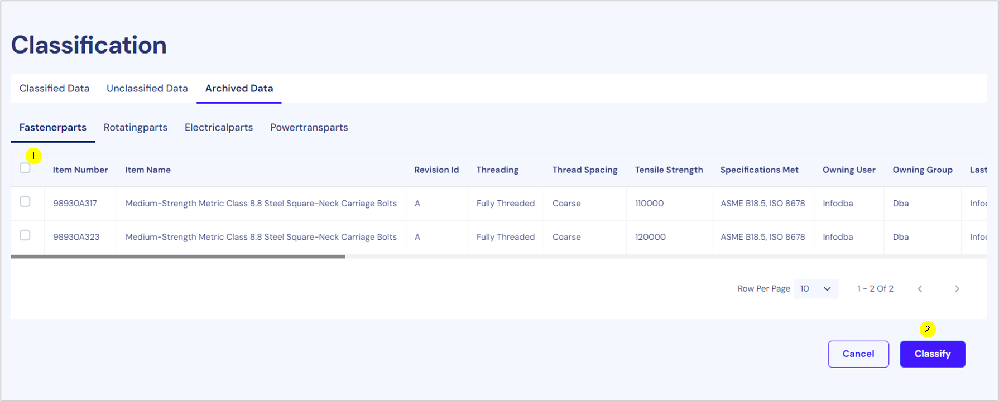 Classification
Classified Data Unclassified Data Archived Data
Fastenerparts Rotatingparts Electricalparts Powertransparts
1
Item Number Item Name Revision Id Threading Thread Spacing Tensile Strength Specifications Met Owning User Owning Group Last
98930A317 Medium-Strength Metric Class 8.8 Steel Square-Neck Carriage Bolts A Fully Threaded Coarse 110000 ASME B18.5, ISO 8678 Infodba Dba Infod
98930A323 Medium-Strength Metric Class 8.8 Steel Square-Neck Carriage Bolts A Fully Threaded Coarse 120000 ASME B18.5, ISO 8678 Infodba Dba Infod
Row Per Page 10 1 - 2 Of 2
2
Cancel Classify